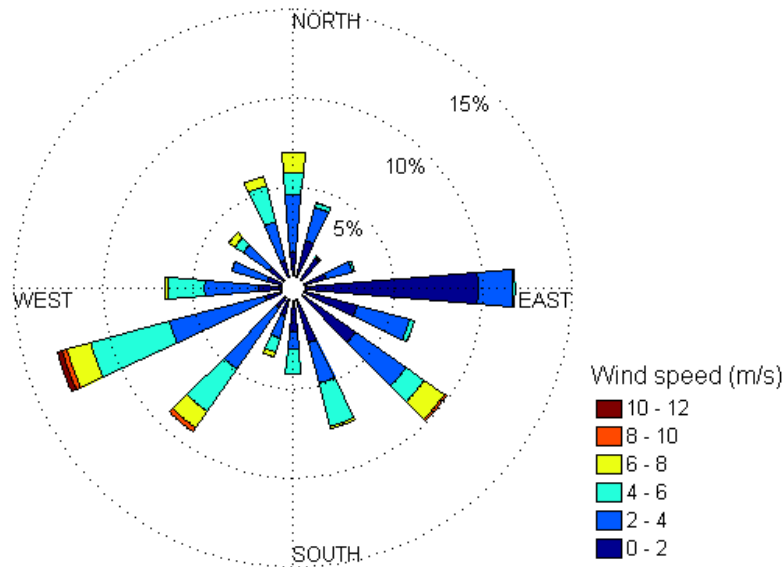 NORTH
15%
10%
5%
WEST
EAST
SOUTH
Wind speed (m/s)
10 - 12
8 - 10
6 - 8
4 - 6
2 - 4
0 - 2